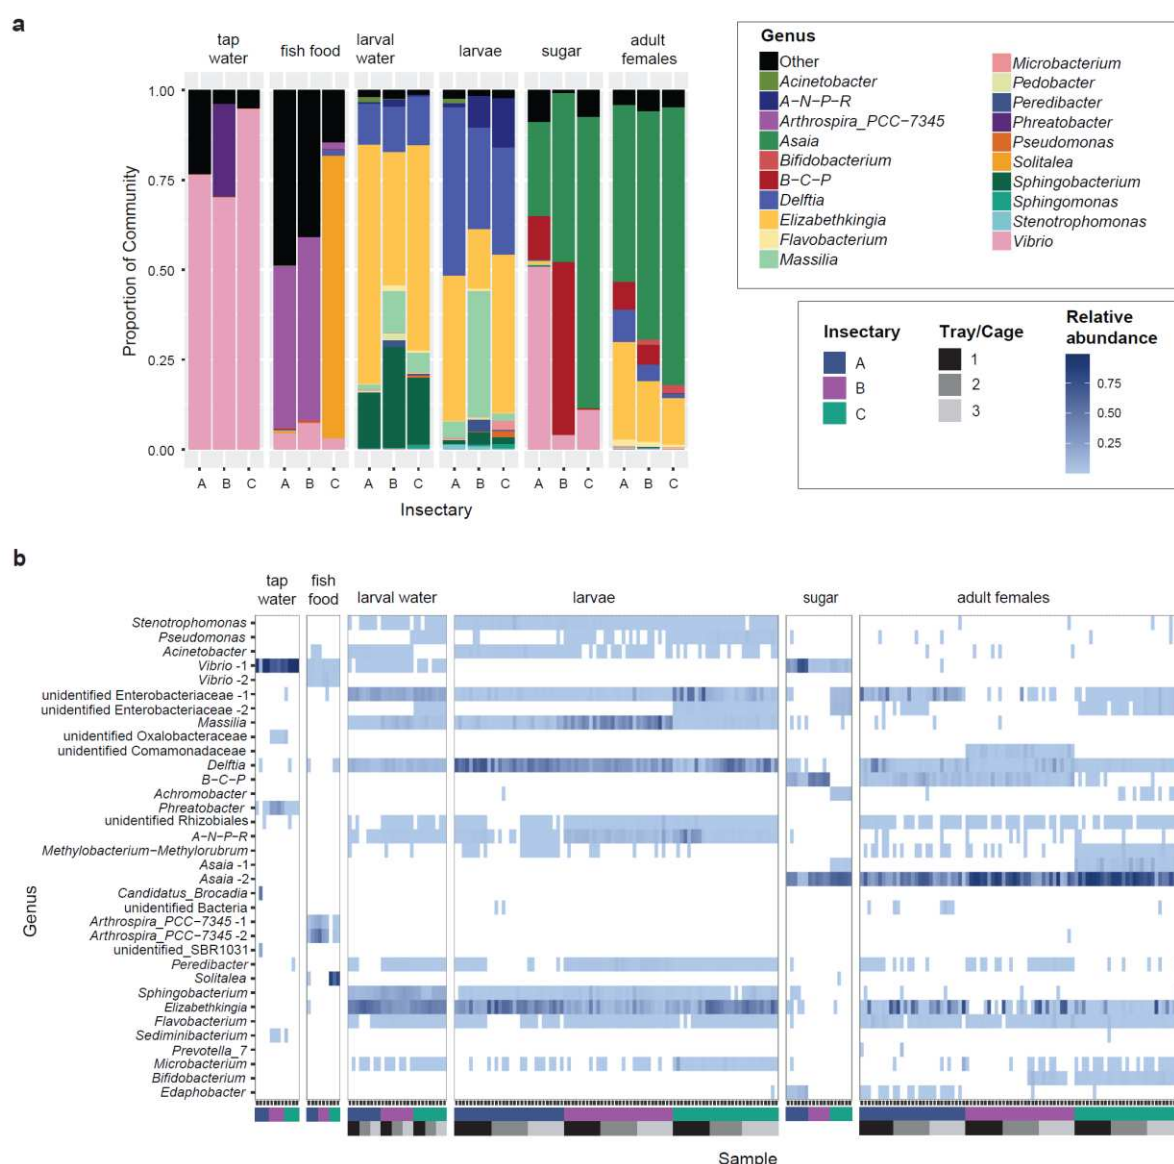 a
tap water
fish food
larval water
larvae
sugar
adult females
Proportion of Community
1.00
0.75
0.50
0.25
0.00
A B C A B C A B C A B C A B C A B C
Insectary
Genus
Other
Acinetobacter
A-N-P-R
Arthrospira_PCC-7345
Asaia
Bifidobacterium
B-C-P
Delftia
Elizabethkingia
Flavobacterium
Massilia
Microbacterium
Pedobacter
Peredibacter
Phreatobacter
Pseudomonas
Solitalea
Sphingobacterium
Sphingomonas
Stenotrophomonas
Vibrio
Insectary
A
B
C
Tray/Cage
1
2
3
Relative
abundance
0.75
0.50
0.25
b
tap water
fish food
larval water
larvae
sugar
adult females
Genus
Stenotrophomonas
Pseudomonas
Acinetobacter
Vibrio -1
Vibrio -2
unidentified Enterobacteriaceae -1
unidentified Enterobacteriaceae -2
Massilia
unidentified Oxalobacteraceae
unidentified Comamonadaceae
Delftia
B-C-P
Achromobacter
Phreatobacter
unidentified Rhizobiales
A-N-P-R
Methylobacterium-Methylorubrum
Asaia -1
Asaia -2
Candidatus_Brocadia
unidentified Bacteria
Arthrospira_PCC-7345 -1
Arthrospira_PCC-7345 -2
unidentified_SBR1031
Peredibacter
Solitalea
Sphingobacterium
Elizabethkingia
Flavobacterium
Sediminibacterium
Prevotella_7
Microbacterium
Bifidobacterium
Edaphobacter
Sample